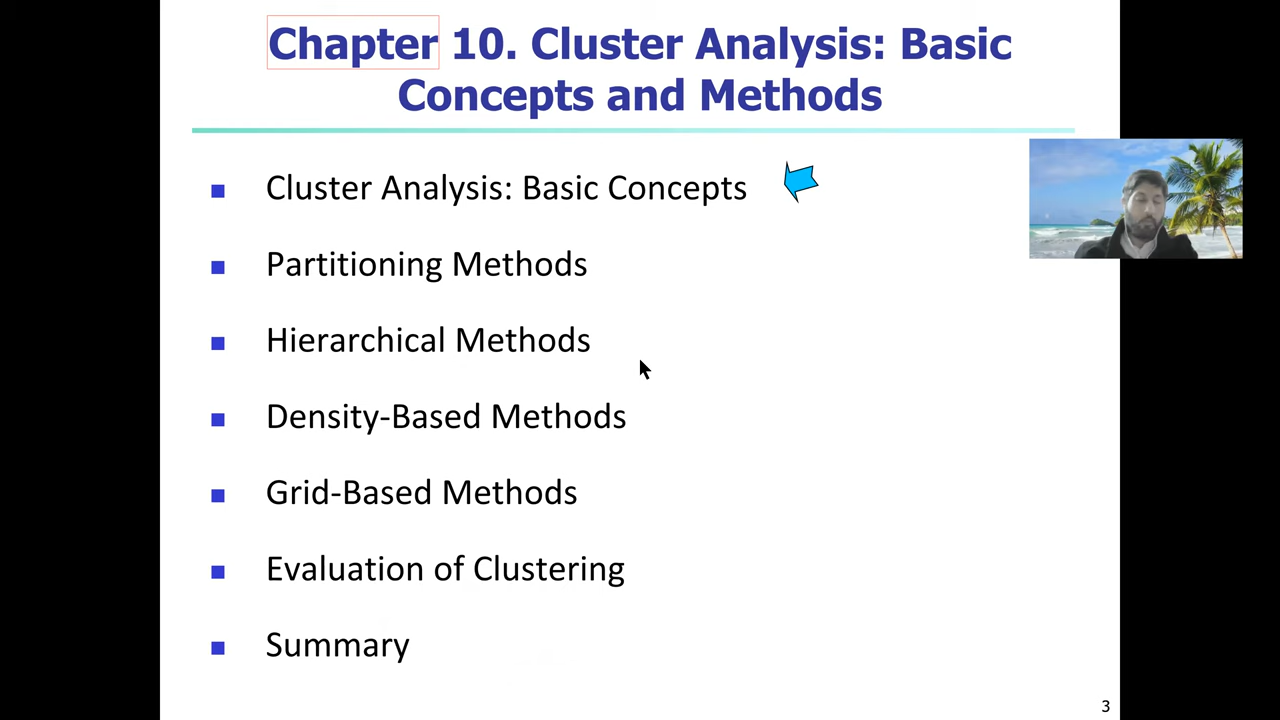 Chapter 10. Cluster Analysis: Basic
Concepts and Methods
Cluster Analysis: Basic Concepts
Partitioning Methods
Hierarchical Methods
Density-Based Methods
Grid-Based Methods
Evaluation of Clustering
Summary
3